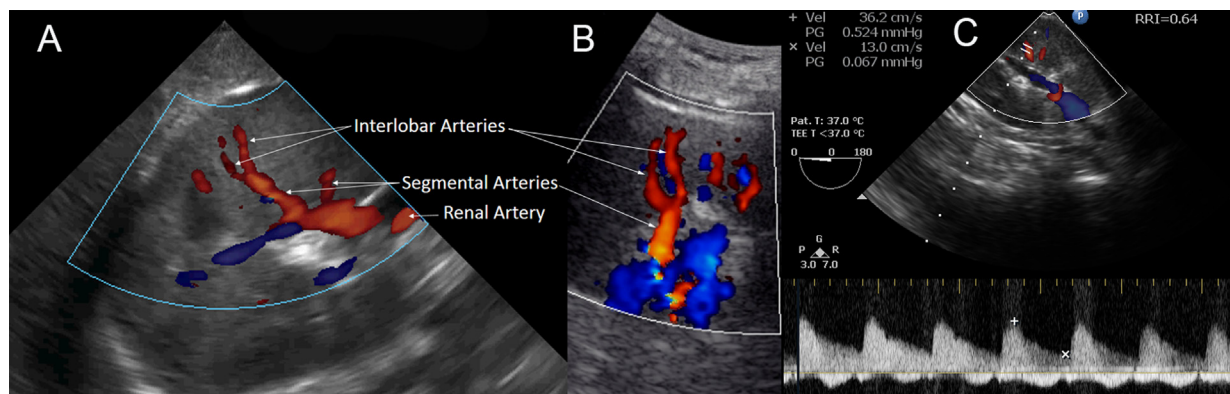 A
Interlobar Arteries
Segmental Arteries
Renal Artery
B
+ Vel 36.2 cm/s
PG 0.524 mmHg
× Vel 13.0 cm/s
PG 0.067 mmHg
C
P
RRI=0.64
Pat. T: 37.0 °C
TEE T <37.0 °C
0 0 180
G
P R
3.0 7.0
+
×